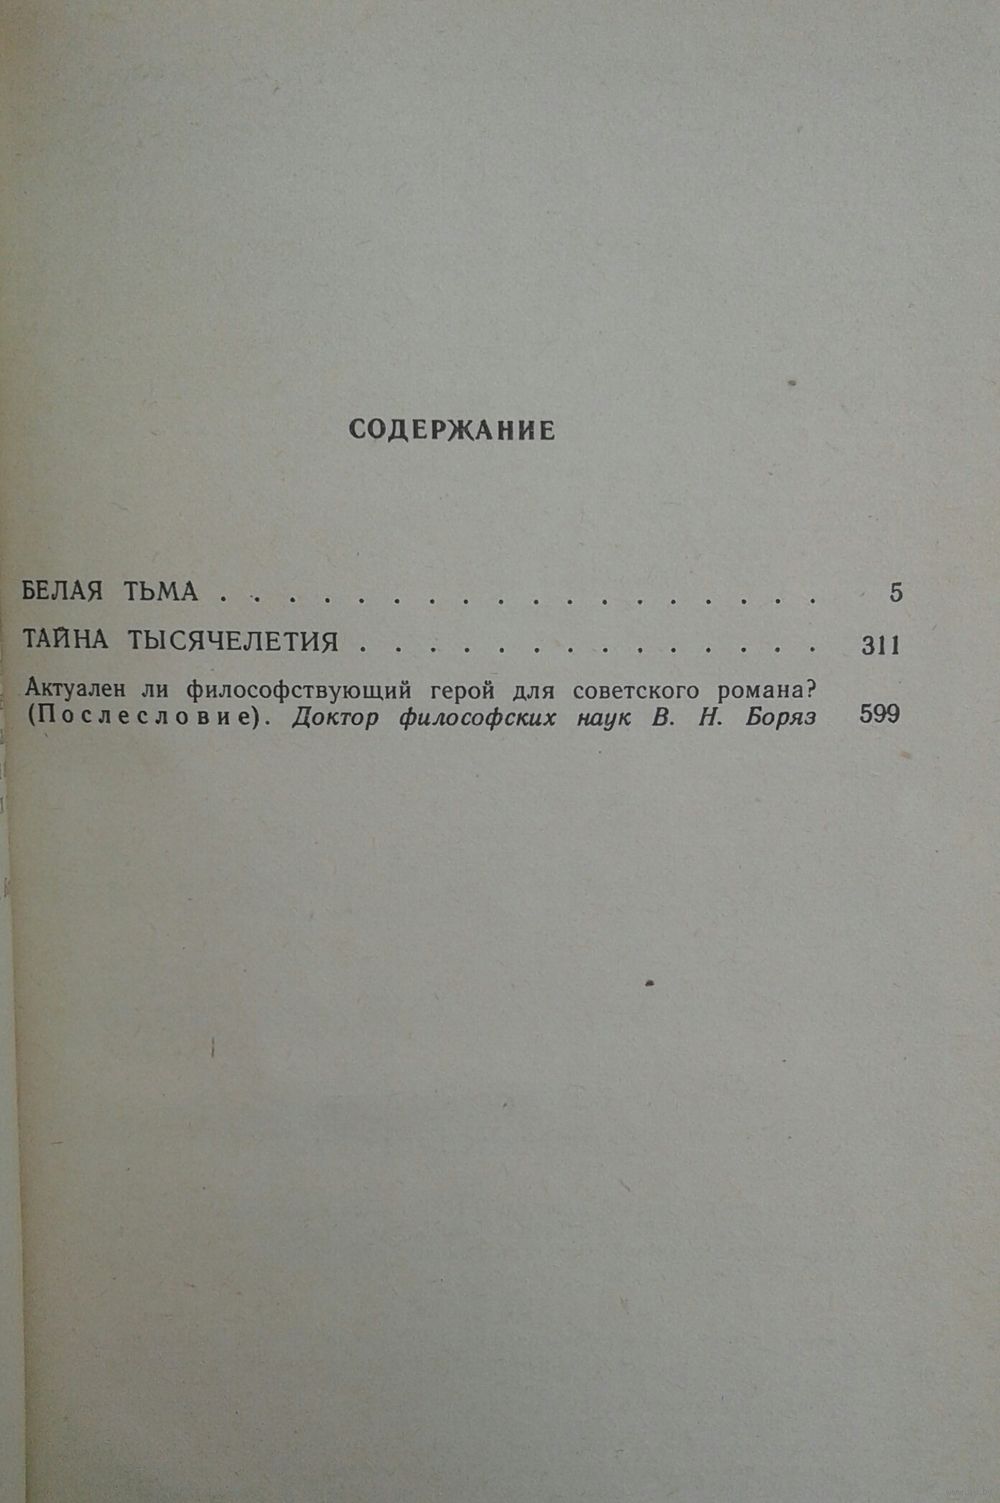 СОДЕРЖАНИЕ
БЕЛАЯ ТЬМА . . . . . . . . . . . . . . . . . . 5
ТАЙНА ТЫСЯЧЕЛЕТИЯ . . . . . . . . . . . . . . 311
Актуален ли философствующий герой для советского романа?
(Послесловие). Доктор философских наук В. Н. Боряз 599